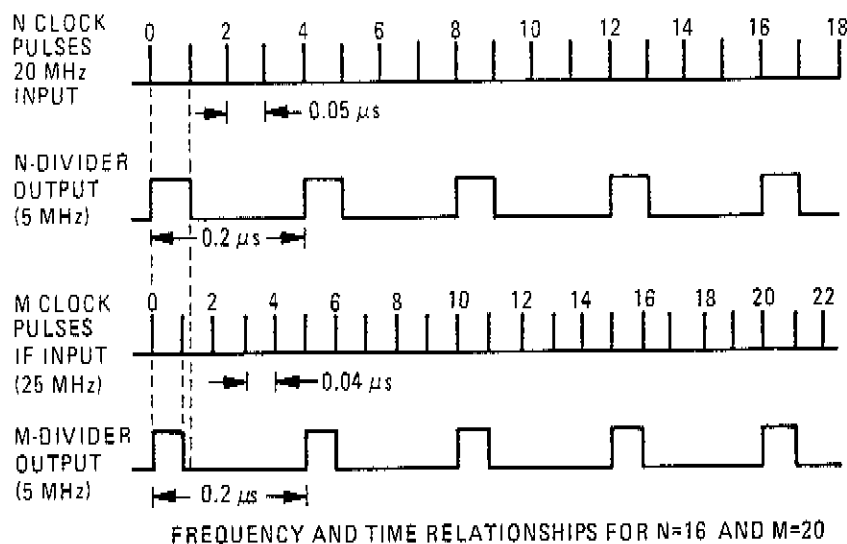 N CLOCK
PULSES
20 MHz
INPUT
0 2 4 6 8 10 12 14 16 18
0.05 μs
N-DIVIDER
OUTPUT
(5 MHz)
0.2 μs
M CLOCK
PULSES
IF INPUT
(25 MHz)
0 2 4 6 8 10 12 14 16 18 20 22
0.04 μs
M-DIVIDER
OUTPUT
(5 MHz)
0.2 μs
FREQUENCY AND TIME RELATIONSHIPS FOR N=16 AND M=20